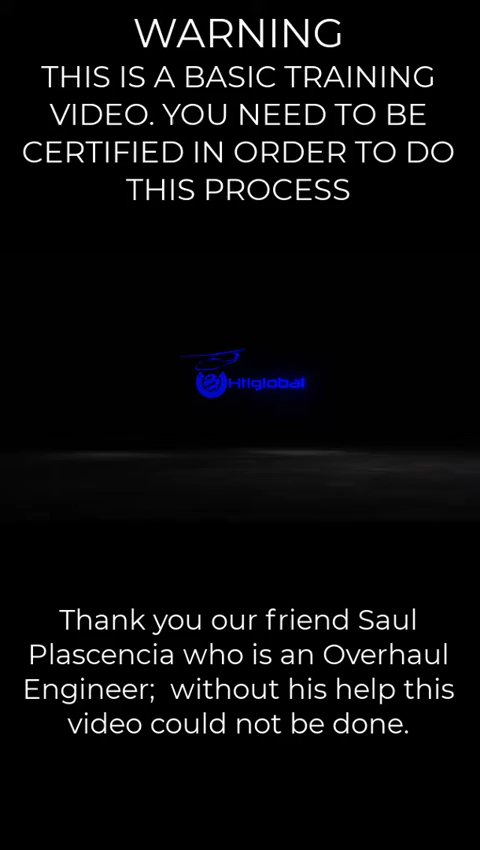 WARNING
THIS IS A BASIC TRAINING
VIDEO. YOU NEED TO BE
CERTIFIED IN ORDER TO DO
THIS PROCESS
Thank you our friend Saul
Plascencia who is an Overhaul
Engineer;  without his help this
video could not be done.